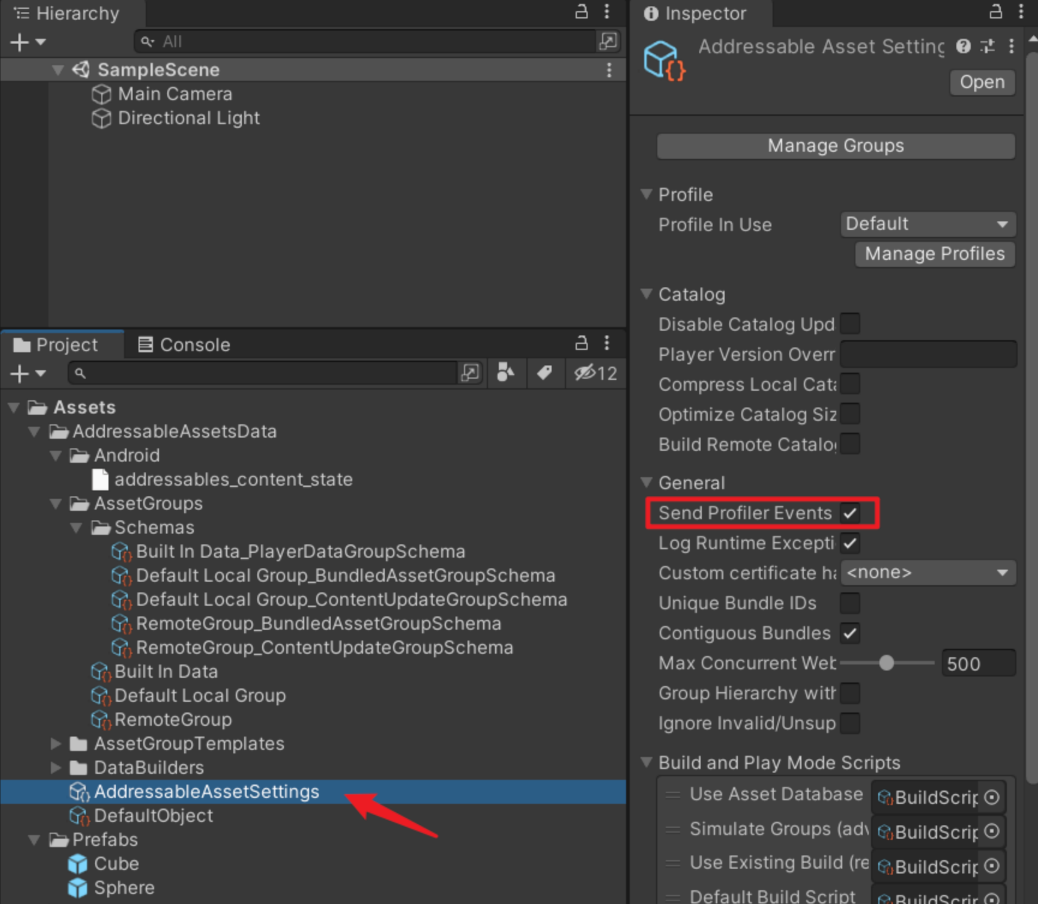 Hierarchy
All
SampleScene
Main Camera
Directional Light
Project
Console
12
Assets
AddressableAssetsData
Android
addressables_content_state
AssetGroups
Schemas
Built In Data_PlayerDataGroupSchema
Default Local Group_BundledAssetGroupSchema
Default Local Group_ContentUpdateGroupSchema
RemoteGroup_BundledAssetGroupSchema
RemoteGroup_ContentUpdateGroupSchema
Built In Data
Default Local Group
RemoteGroup
AssetGroupTemplates
DataBuilders
AddressableAssetSettings
DefaultObject
Prefabs
Cube
Sphere
Inspector
Addressable Asset Setting
Open
Manage Groups
Profile
Profile In Use Default
Manage Profiles
Catalog
Disable Catalog Upd
Player Version Overr
Compress Local Cata
Optimize Catalog Siz
Build Remote Catalo
General
Send Profiler Events
Log Runtime Excepti
Custom certificate ha <none>
Unique Bundle IDs
Contiguous Bundles
Max Concurrent Web 500
Group Hierarchy with
Ignore Invalid/Unsup
Build and Play Mode Scripts
Use Asset Database BuildScrip
Simulate Groups (adv BuildScrip
Use Existing Build (re BuildScrip
Default Build Script BuildScrip